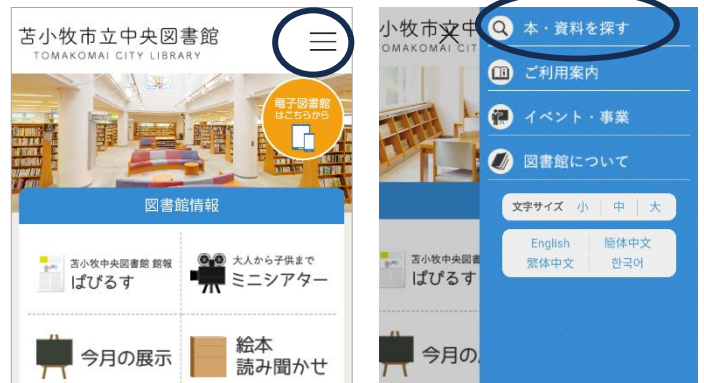 苫小牧市立中央図書館
TOMAKOMAI CITY LIBRARY
電子図書館
はこちらから
図書館情報
苫小牧中央図書館 館報
ぱぴるす
大人から子供まで
ミニシアター
今月の展示
絵本
読み聞かせ
小牧市文中
OMAKOMAI CIT
苫小牧中央図書
ぱぴるす
今月の
本・資料を探す
ご利用案内
イベント・事業
図書館について
文字サイズ 小 中 大
English 简体中文
繁体中文 한국어